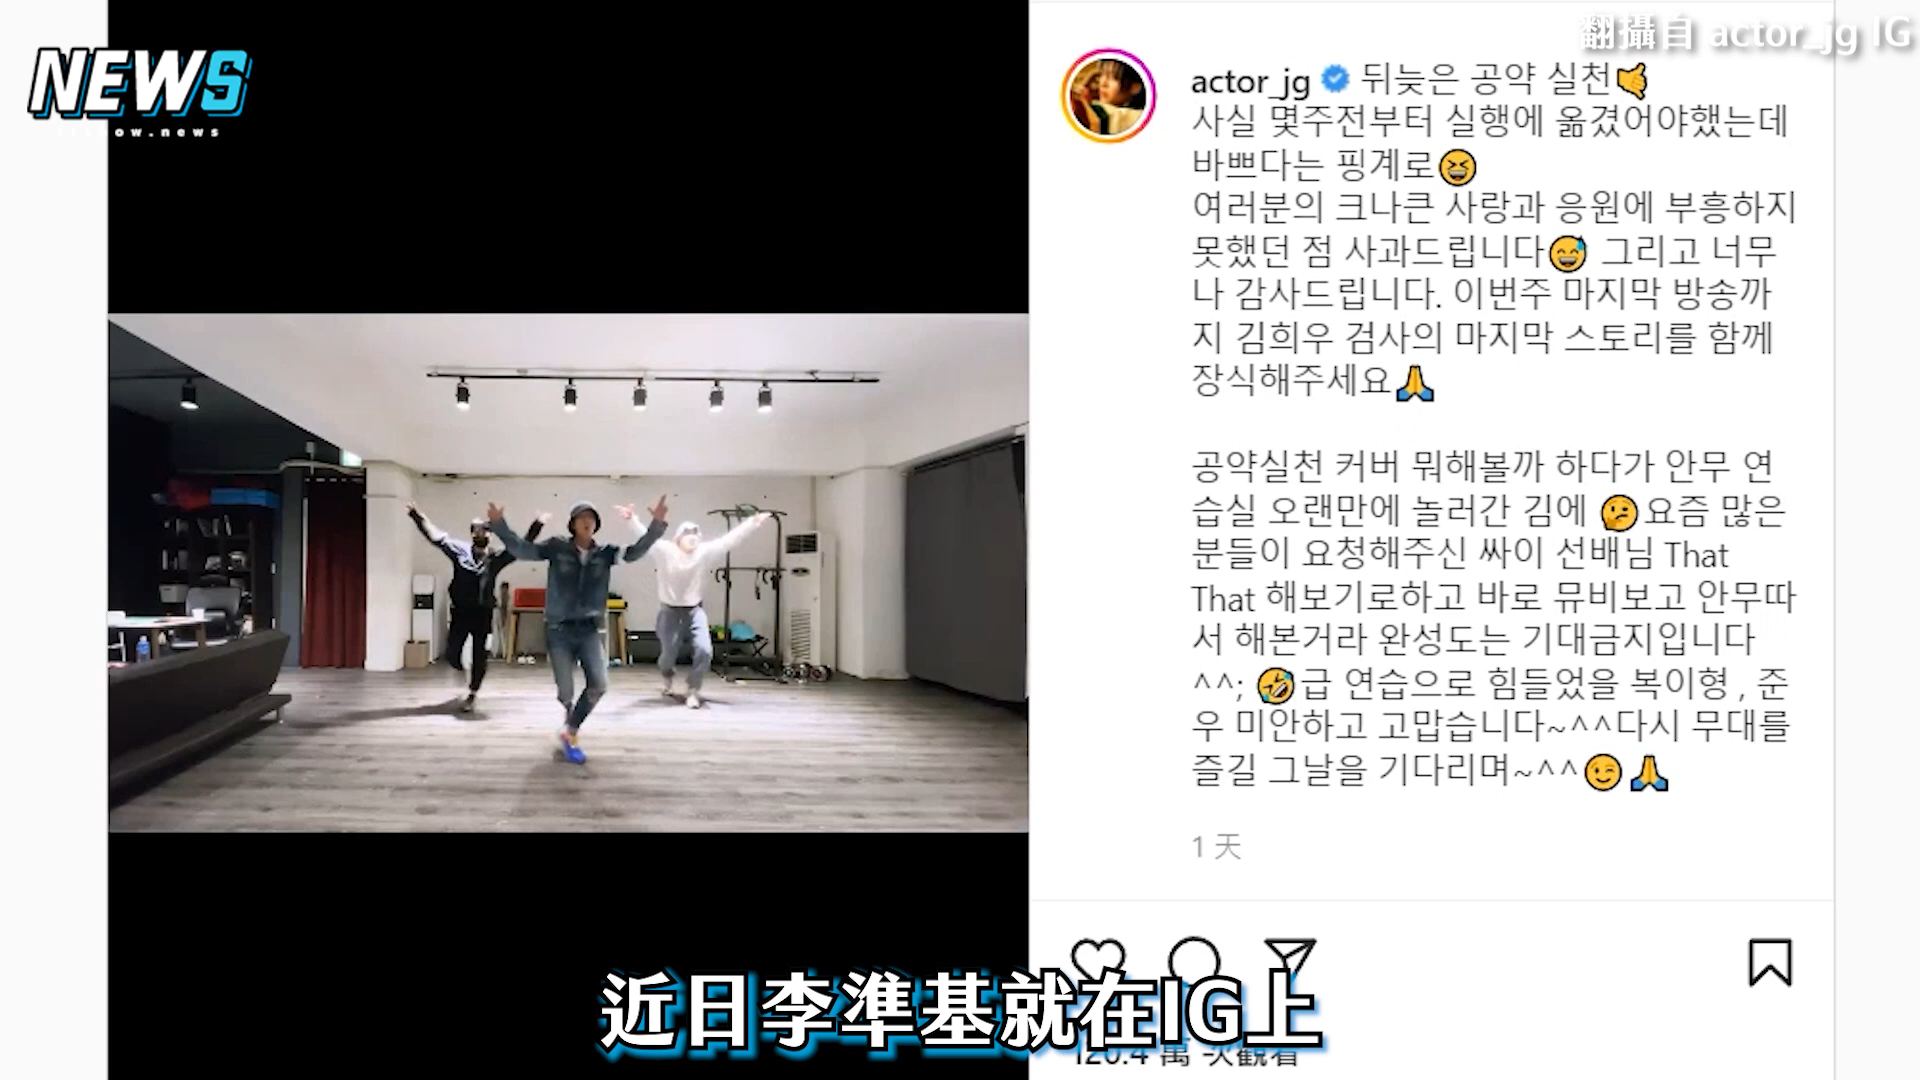 NEWS
翻攝自 actor_jg IG
actor_jg 뒤늦은 공약 실천🤙
사실 몇주전부터 실행에 옮겼어야했는데
바쁘다는 핑계로😆
여러분의 크나큰 사랑과 응원에 부흥하지
못했던 점 사과드립니다😅 그리고 너무
나 감사드립니다. 이번주 마지막 방송까
지 김희우 검사의 마지막 스토리를 함께
장식해주세요🙏
공약실천 커버 뭐해볼까 하다가 안무 연
습실 오랜만에 놀러간 김에 🤔요즘 많은
분들이 요청해주신 싸이 선배님 That
That 해보기로하고 바로 뮤비보고 안무따
서 해본거라 완성도는 기대금지입니다
^^; 🤣급 연습으로 힘들었을 복이형 , 준
우 미안하고 고맙습니다~^^다시 무대를
즐길 그날을 기다리며~^^😉🙏
1 天
近日李準基就在IG上
120.4 萬 次觀看